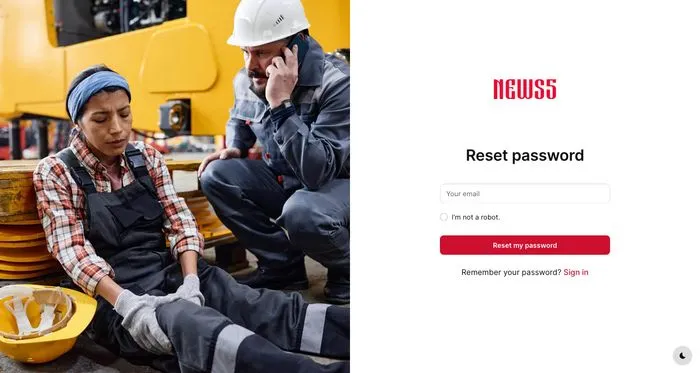 NEWS5
Reset password
Your email
I'm not a robot.
Reset my password
Remember your password? Sign in